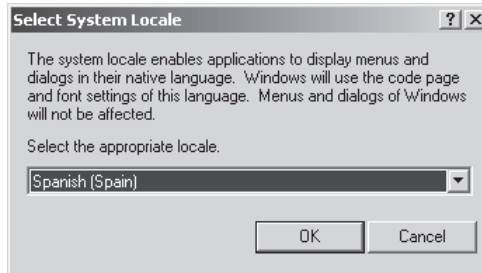 Select System Locale
The system locale enables applications to display menus and
dialogs in their native language. Windows will use the code page
and font settings of this language. Menus and dialogs of Windows
will not be affected.
Select the appropriate locale.
Spanish (Spain)
OK Cancel